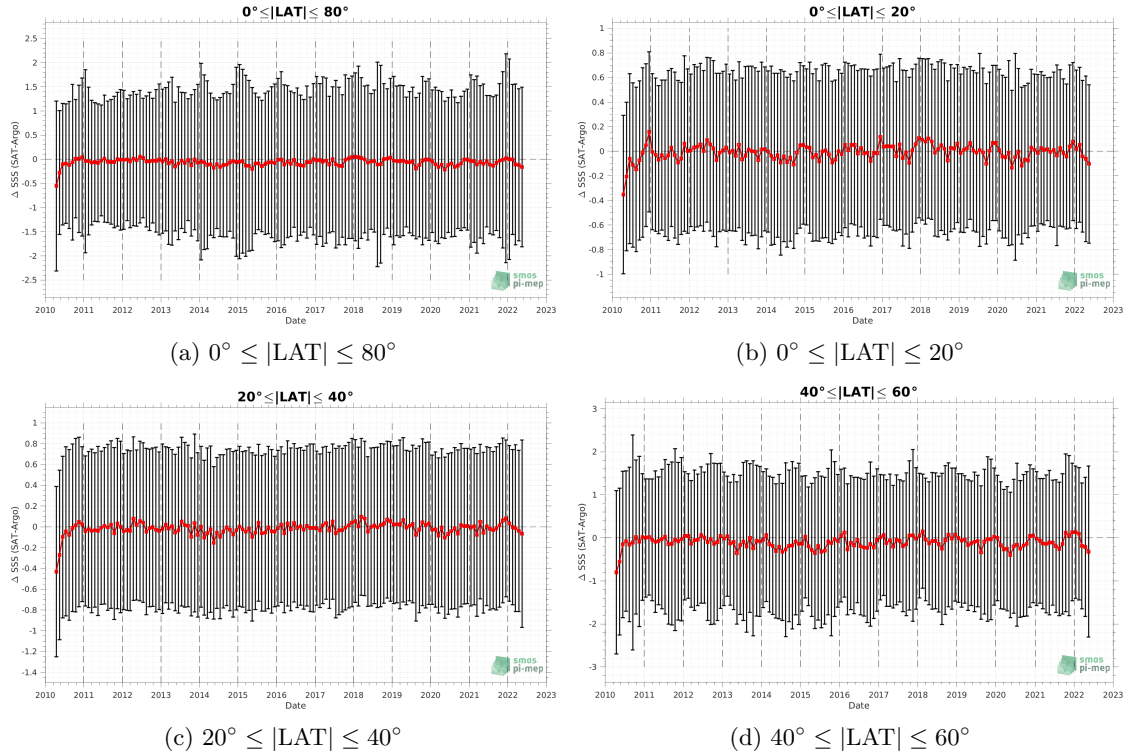 0°≤|LAT|≤ 80°
2.5
2
1.5
1
0.5
0
-0.5
-1
-1.5
-2
-2.5
Δ SSS (SAT-Argo)
2010 2011 2012 2013 2014 2015 2016 2017 2018 2019 2020 2021 2022 2023
Date
smos
pi-mep
(a) 0° ≤ |LAT| ≤ 80°
0°≤|LAT|≤ 20°
1
0.8
0.6
0.4
0.2
0
-0.2
-0.4
-0.6
-0.8
-1
Δ SSS (SAT-Argo)
2010 2011 2012 2013 2014 2015 2016 2017 2018 2019 2020 2021 2022 2023
Date
smos
pi-mep
(b) 0° ≤ |LAT| ≤ 20°
20°≤|LAT|≤ 40°
1
0.8
0.6
0.4
0.2
0
-0.2
-0.4
-0.6
-0.8
-1
-1.2
-1.4
Δ SSS (SAT-Argo)
2010 2011 2012 2013 2014 2015 2016 2017 2018 2019 2020 2021 2022 2023
Date
smos
pi-mep
(c) 20° ≤ |LAT| ≤ 40°
40°≤|LAT|≤ 60°
3
2
1
0
-1
-2
-3
Δ SSS (SAT-Argo)
2010 2011 2012 2013 2014 2015 2016 2017 2018 2019 2020 2021 2022 2023
Date
smos
pi-mep
(d) 40° ≤ |LAT| ≤ 60°